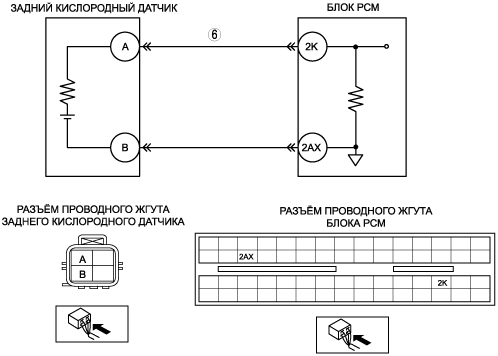 ЗАДНИЙ КИСЛОРОДНЫЙ ДАТЧИК
БЛОК PCM
A
6
2K
B
2AX
РАЗЪЁМ ПРОВОДНОГО ЖГУТА
ЗАДНЕГО КИСЛОРОДНОГО ДАТЧИКА
A
B
РАЗЪЁМ ПРОВОДНОГО ЖГУТА
БЛОКА PCM
2AX
2K